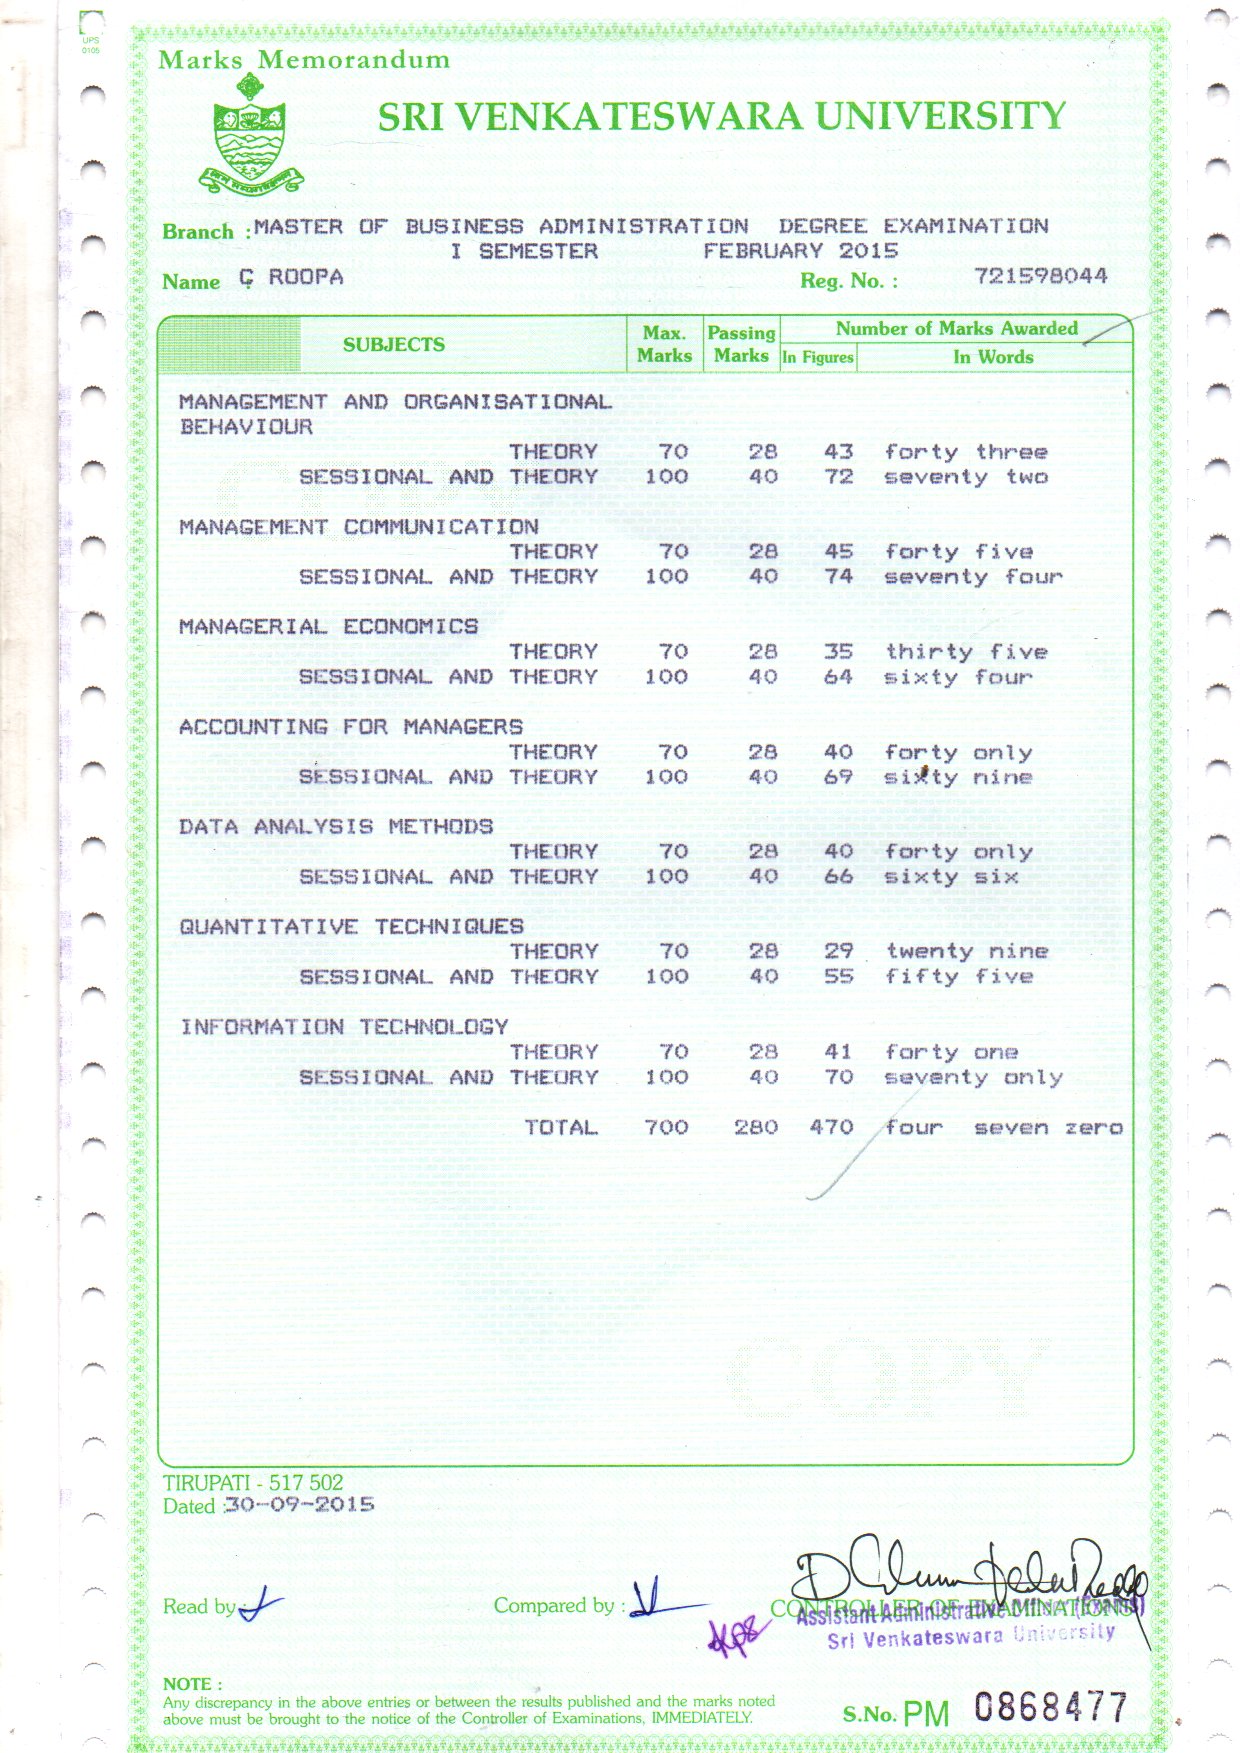 UPS
0105
Marks Memorandum
SRI VENKATESWARA UNIVERSITY
Branch : MASTER OF BUSINESS ADMINISTRATION DEGREE EXAMINATION
I SEMESTER FEBRUARY 2015
Name C ROOPA Reg. No. : 721598044
SUBJECTS Max. Marks Passing Marks Number of Marks Awarded
In Figures In Words
MANAGEMENT AND ORGANISATIONAL
BEHAVIOUR
THEORY 70 28 43 forty three
SESSIONAL AND THEORY 100 40 72 seventy two
MANAGEMENT COMMUNICATION
THEORY 70 28 45 forty five
SESSIONAL AND THEORY 100 40 74 seventy four
MANAGERIAL ECONOMICS
THEORY 70 28 35 thirty five
SESSIONAL AND THEORY 100 40 64 sixty four
ACCOUNTING FOR MANAGERS
THEORY 70 28 40 forty only
SESSIONAL AND THEORY 100 40 69 sixty nine
DATA ANALYSIS METHODS
THEORY 70 28 40 forty only
SESSIONAL AND THEORY 100 40 66 sixty six
QUANTITATIVE TECHNIQUES
THEORY 70 28 29 twenty nine
SESSIONAL AND THEORY 100 40 55 fifty five
INFORMATION TECHNOLOGY
THEORY 70 28 41 forty one
SESSIONAL AND THEORY 100 40 70 seventy only
TOTAL 700 280 470 four seven zero
COPY
TIRUPATI - 517 502
Dated : 30-09-2015
Read by : Compared by : CONTROLLER OF EXAMINATIONS
Assistant Administrative Officer (Exams)
Sri Venkateswara University
NOTE :
Any discrepancy in the above entries or between the results published and the marks noted
above must be brought to the notice of the Controller of Examinations, IMMEDIATELY.
S.No. PM 0868477